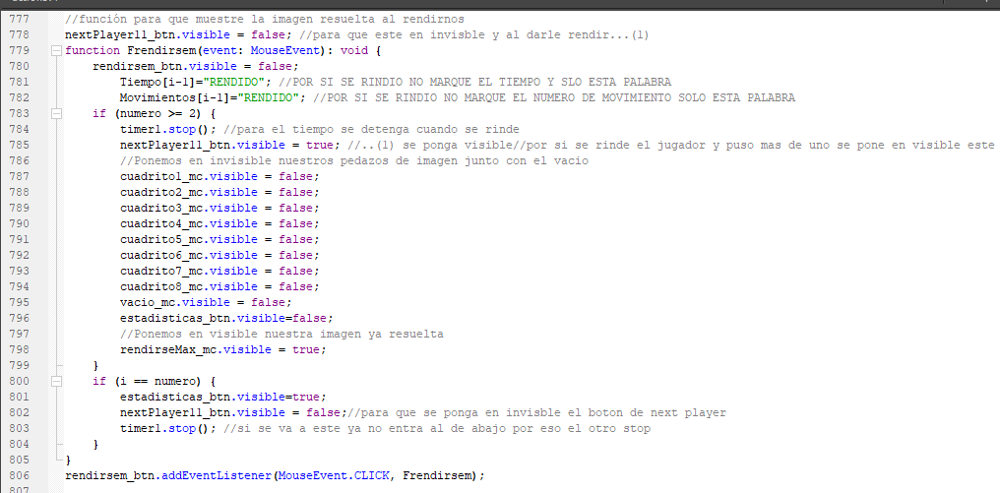 777 //función para que muestre la imagen resuelta al rendirnos
778 nextPlayer11_btn.visible = false; //para que este en invisble y al darle rendir...(1)
779 function Frendirsem(event: MouseEvent): void {
780 rendirsem_btn.visible = false;
781 Tiempo[i-1]="RENDIDO"; //POR SI SE RINDIO NO MARQUE EL TIEMPO Y SLO ESTA PALABRA
782 Movimientos[i-1]="RENDIDO"; //POR SI SE RINDIO NO MARQUE EL NUMERO DE MOVIMIENTO SOLO ESTA PALABRA
783 if (numero >= 2) {
784 timer1.stop(); //para el tiempo se detenga cuando se rinde
785 nextPlayer11_btn.visible = true; //..(1) se ponga visible//por si se rinde el jugador y puso mas de uno se pone en visible este
786 //Ponemos en invisible nuestros pedazos de imagen junto con el vacio
787 cuadrito1_mc.visible = false;
788 cuadrito2_mc.visible = false;
789 cuadrito3_mc.visible = false;
790 cuadrito4_mc.visible = false;
791 cuadrito5_mc.visible = false;
792 cuadrito6_mc.visible = false;
793 cuadrito7_mc.visible = false;
794 cuadrito8_mc.visible = false;
795 vacio_mc.visible = false;
796 estadisticas_btn.visible=false;
797 //Ponemos en visible nuestra imagen ya resuelta
798 rendirseMax_mc.visible = true;
799 }
800 if (i == numero) {
801 estadisticas_btn.visible=true;
802 nextPlayer11_btn.visible = false;//para que se ponga en invisble el boton de next player
803 timer1.stop(); //si se va a este ya no entra al de abajo por eso el otro stop
804 }
805 }
806 rendirsem_btn.addEventListener(MouseEvent.CLICK, Frendirsem);
807